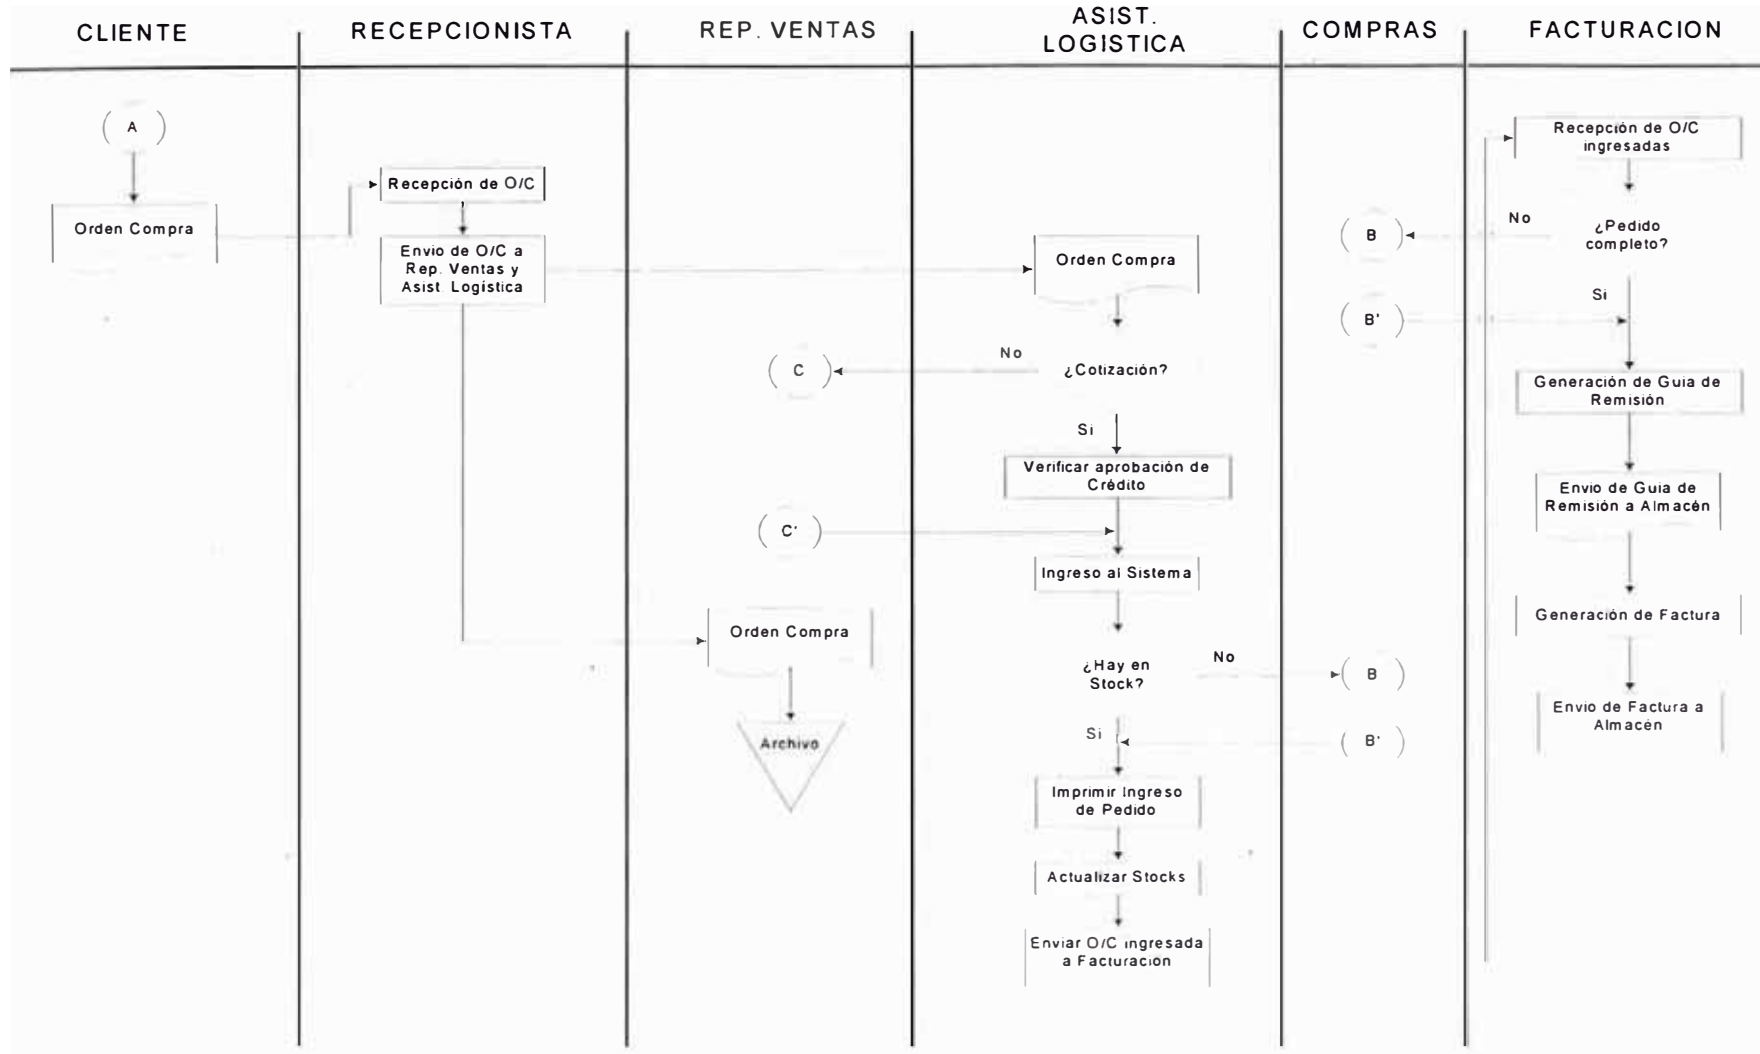 CLIENTE
RECEPCIONISTA
REP. VENTAS
ASIST.
LOGISTICA
COMPRAS
FACTURACION
A
Orden Compra
Recepción de O/C
Envio de O/C a
Rep. Ventas y
Asist. Logística
C
C'
Orden Compra
Archivo
Orden Compra
No
¿Cotización?
Si
Verificar aprobación de
Crédito
Ingreso al Sistema
¿Hay en
Stock?
No
Si
Imprimir Ingreso
de Pedido
Actualizar Stocks
Enviar O/C ingresada
a Facturación
B
B'
B
B'
Recepción de O/C
ingresadas
No
¿Pedido
completo?
Si
Generación de Guia de
Remisión
Envio de Guia de
Remisión a Almacén
Generación de Factura
Envio de Factura a
Almacén